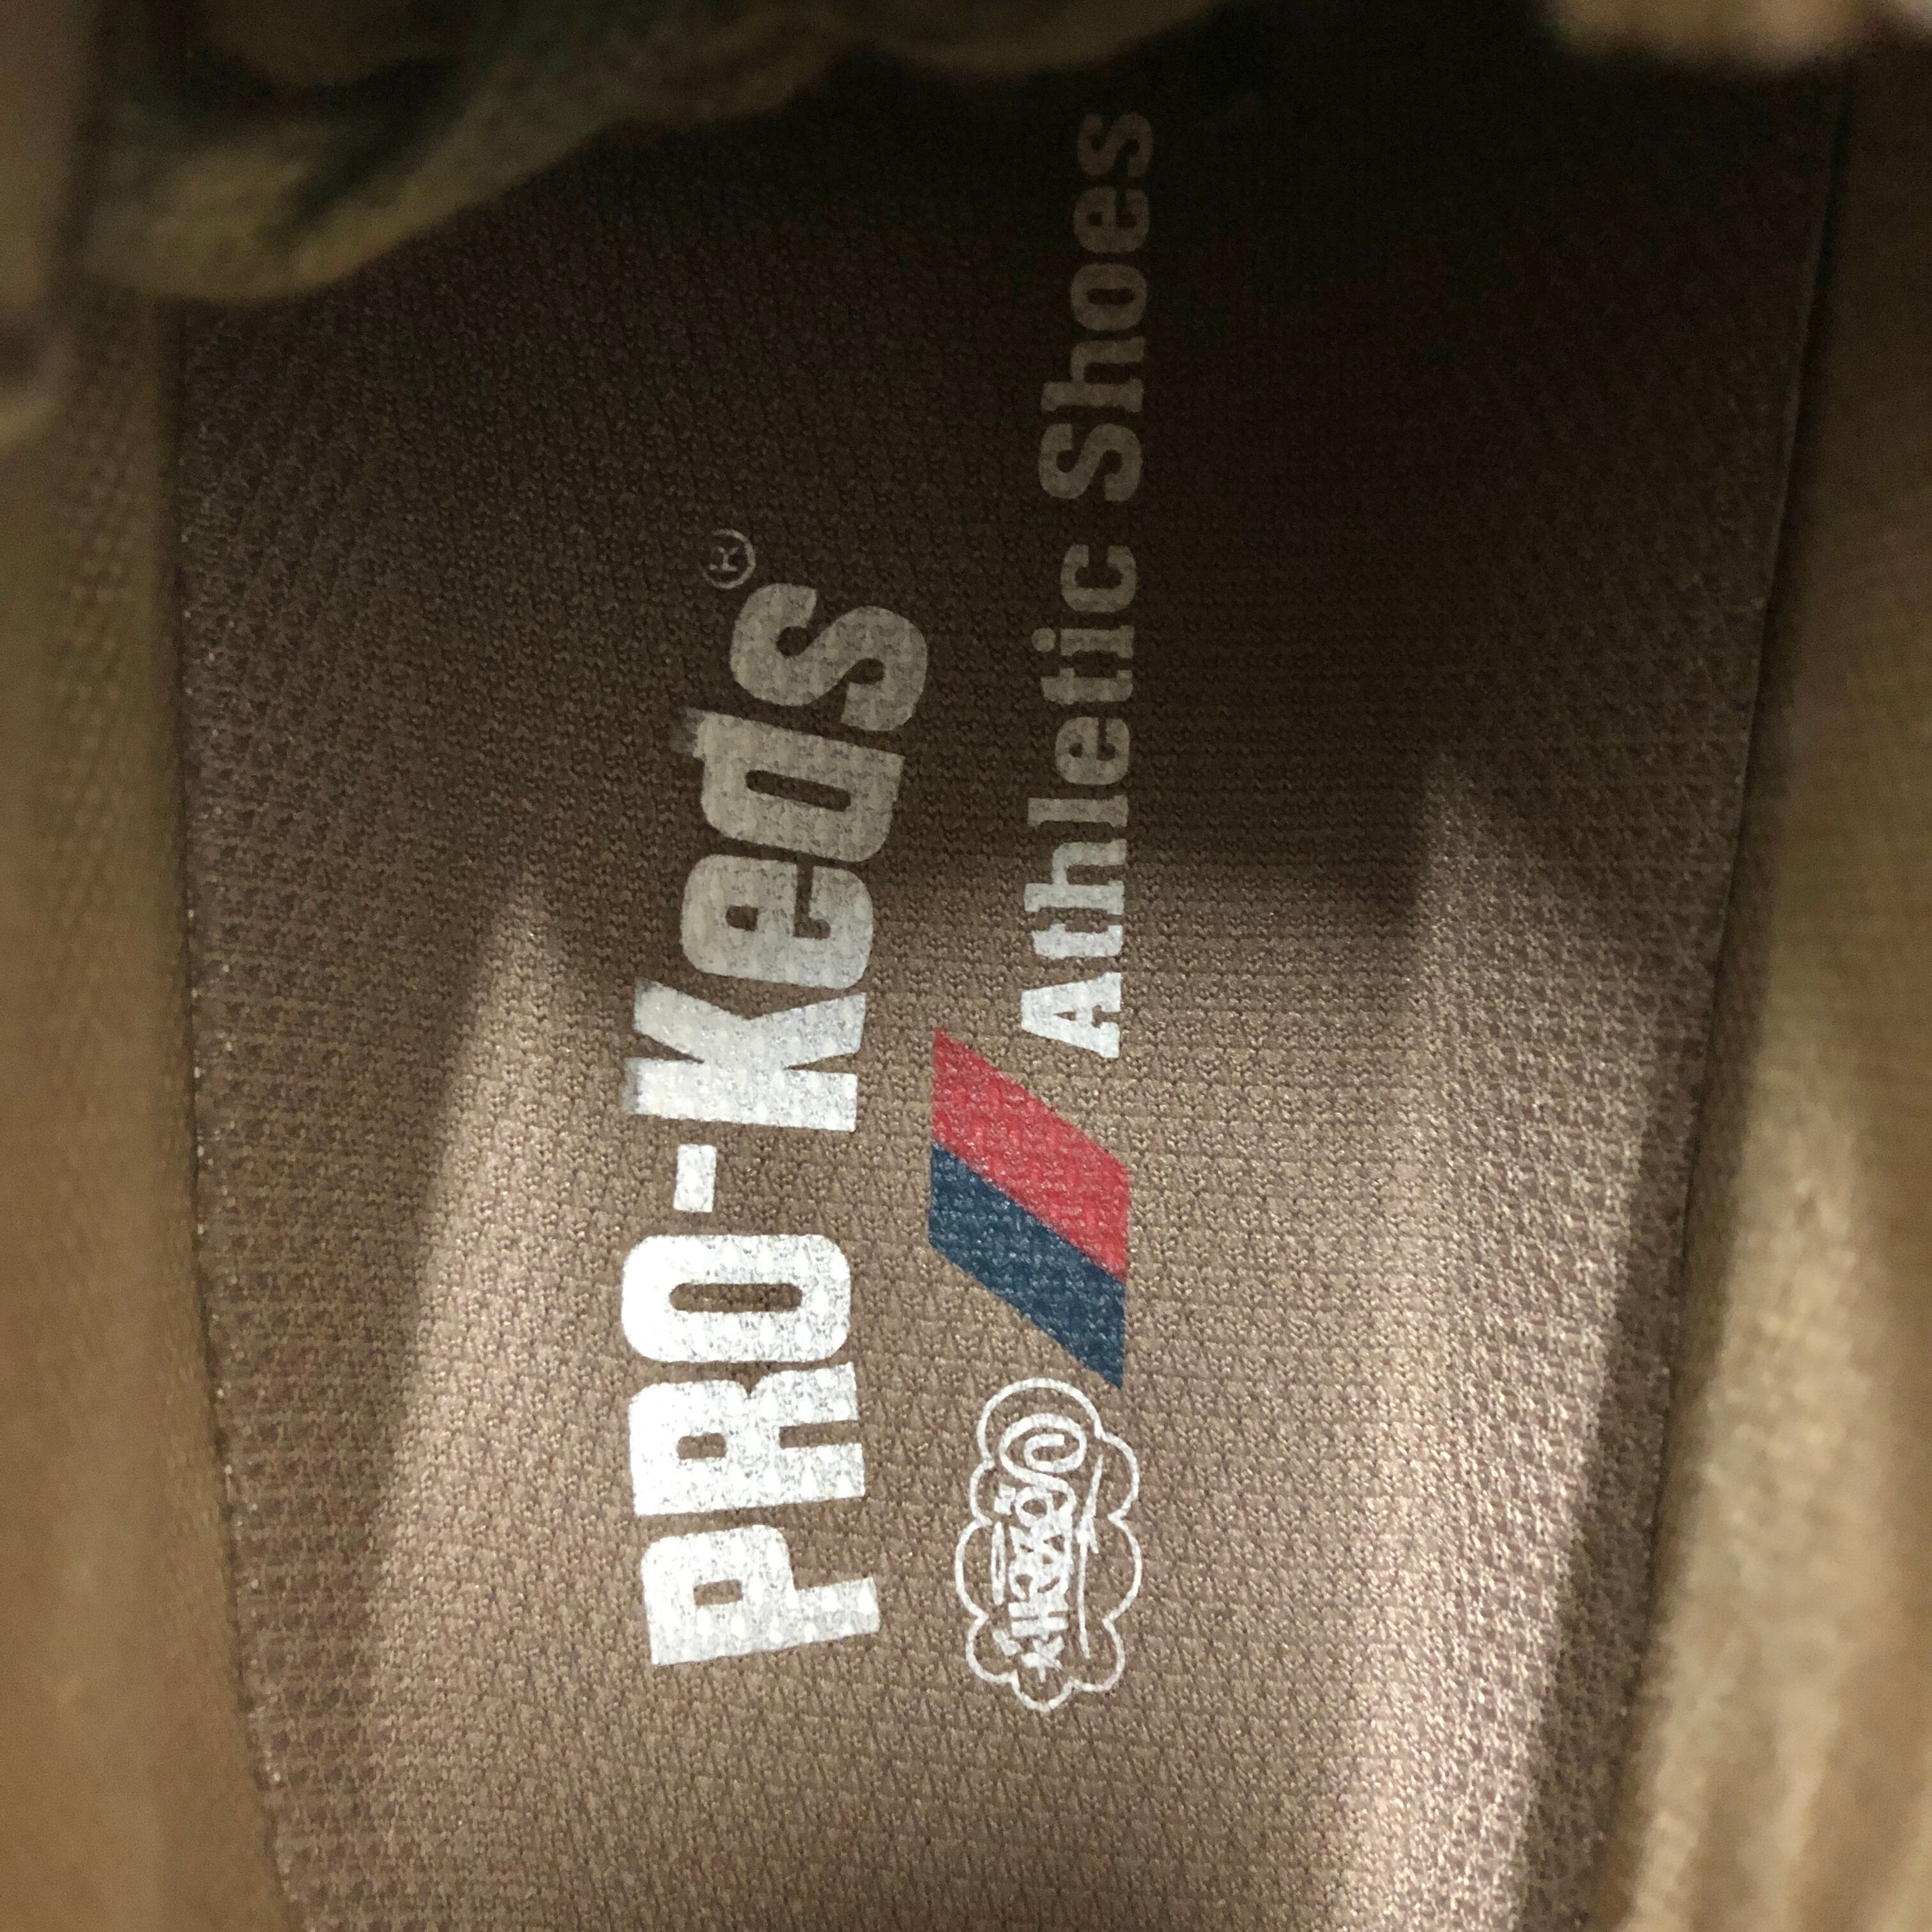 PRO-Keds®
Athletic Shoes